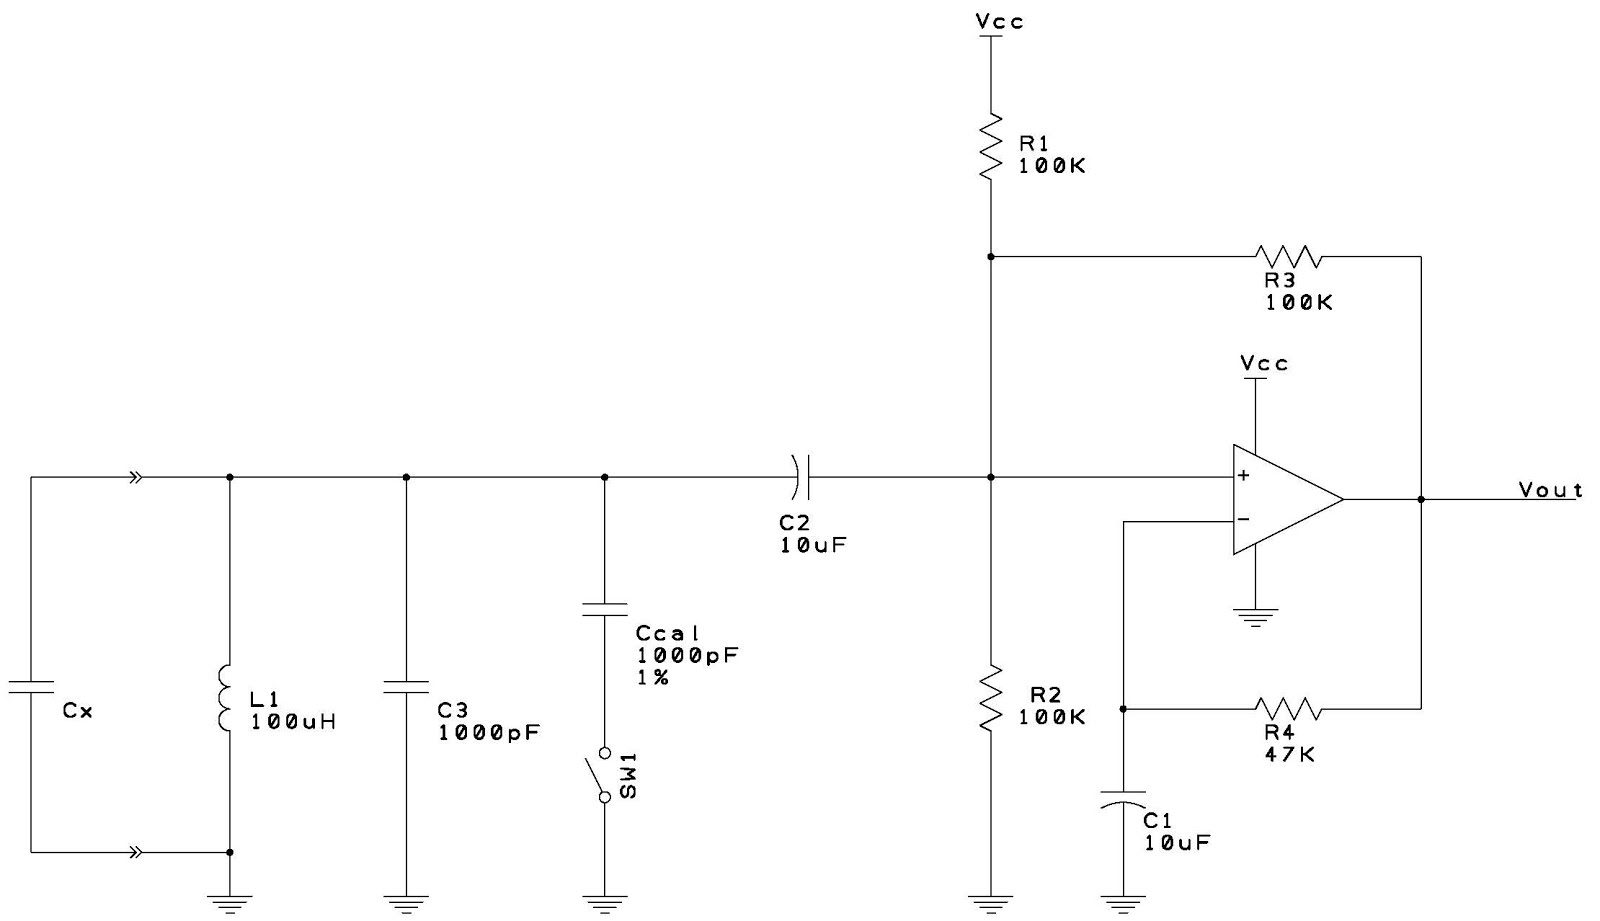 Vcc
R1
100K
R3
100K
Vcc
+
-
Vout
C2
10uF
Ccal
1000pF
1%
Cx
L1
100uH
C3
1000pF
SW1
R2
100K
R4
47K
C1
10uF